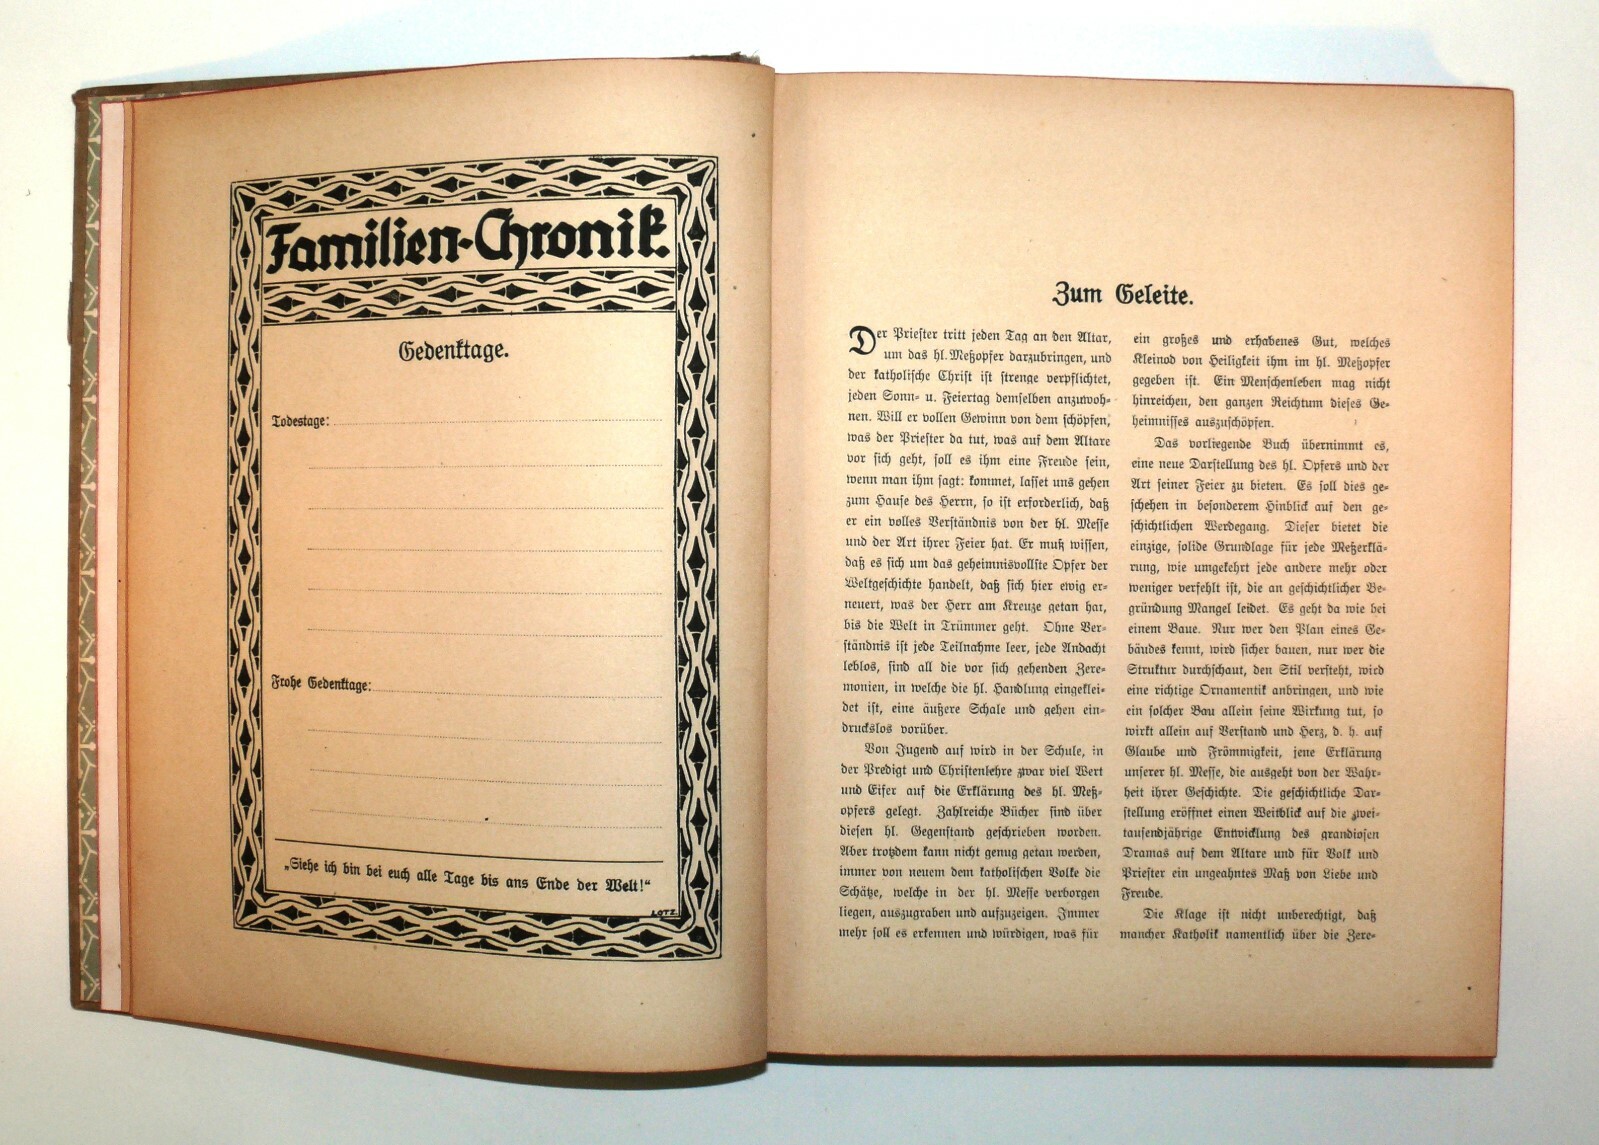 Familien-Chronik
Gedenktage.
Todestage:
Frohe Gedenktage:
„Siehe ich bin bei euch alle Tage bis ans Ende der Welt!“
LOTZ.
Zum Geleite.
Der Priester tritt jeden Tag an den Altar,
um das hl. Meßopfer darzubringen, und
der katholische Christ ist strenge verpflichtet,
jeden Sonn- u. Feiertag demselben anzuwoh-
nen. Will er vollen Gewinn von dem schöpfen,
was der Priester da tut, was auf dem Altare
vor sich geht, soll es ihm eine Freude sein,
wenn man ihm sagt: kommet, lasset uns gehen
zum Hause des Herrn, so ist erforderlich, daß
er ein volles Verständnis von der hl. Messe
und der Art ihrer Feier hat. Er muß wissen,
daß es sich um das geheimnisvollste Opfer der
Weltgeschichte handelt, daß sich hier ewig er-
neuert, was der Herr am Kreuze getan hat,
bis die Welt in Trümmer geht. Ohne Ver-
ständnis ist jede Teilnahme leer, jede Andacht
leblos, sind all die vor sich gehenden Zere-
monien, in welche die hl. Handlung eingeklei-
det ist, eine äußere Schale und gehen ein-
druckslos vorüber.
Von Jugend auf wird in der Schule, in
der Predigt und Christenlehre zwar viel Wert
und Eifer auf die Erklärung des hl. Meß-
opfers gelegt. Zahlreiche Bücher sind über
diesen hl. Gegenstand geschrieben worden.
Aber trotzdem kann nicht genug getan werden,
immer von neuem dem katholischen Volke die
Schätze, welche in der hl. Messe verborgen
liegen, auszugraben und aufzuzeigen. Immer
mehr soll es erkennen und würdigen, was für
ein großes und erhabenes Gut, welches
Kleinod von Heiligkeit ihm im hl. Meßopfer
gegeben ist. Ein Menschenleben mag nicht
hinreichen, den ganzen Reichtum dieses Ge-
heimnisses auszuschöpfen.
Das vorliegende Buch übernimmt es,
eine neue Darstellung des hl. Opfers und der
Art seiner Feier zu bieten. Es soll dies ge-
schehen in besonderem Hinblick auf den ge-
schichtlichen Werdegang. Dieser bietet die
einzige, solide Grundlage für jede Meßerklä-
rung, wie umgekehrt jede andere mehr oder
weniger verfehlt ist, die an geschichtlicher Be-
gründung Mangel leidet. Es geht da wie bei
einem Baue. Nur wer den Plan eines Ge-
bäudes kennt, wird sicher bauen, nur wer die
Struktur durchschaut, den Stil versteht, wird
eine richtige Ornamentik anbringen, und wie
ein solcher Bau allein seine Wirkung tut, so
wirkt allein auf Verstand und Herz, d. h. auf
Glaube und Frömmigkeit, jene Erklärung
unserer hl. Messe, die ausgeht von der Wahr-
heit ihrer Geschichte. Die geschichtliche Dar-
stellung eröffnet einen Weitblick auf die zwei-
tausendjährige Entwicklung des grandiosen
Dramas auf dem Altare und für Volk und
Priester ein ungeahntes Maß von Liebe und
Freude.
Die Klage ist nicht unberechtigt, daß
mancher Katholik namentlich über die Zere-